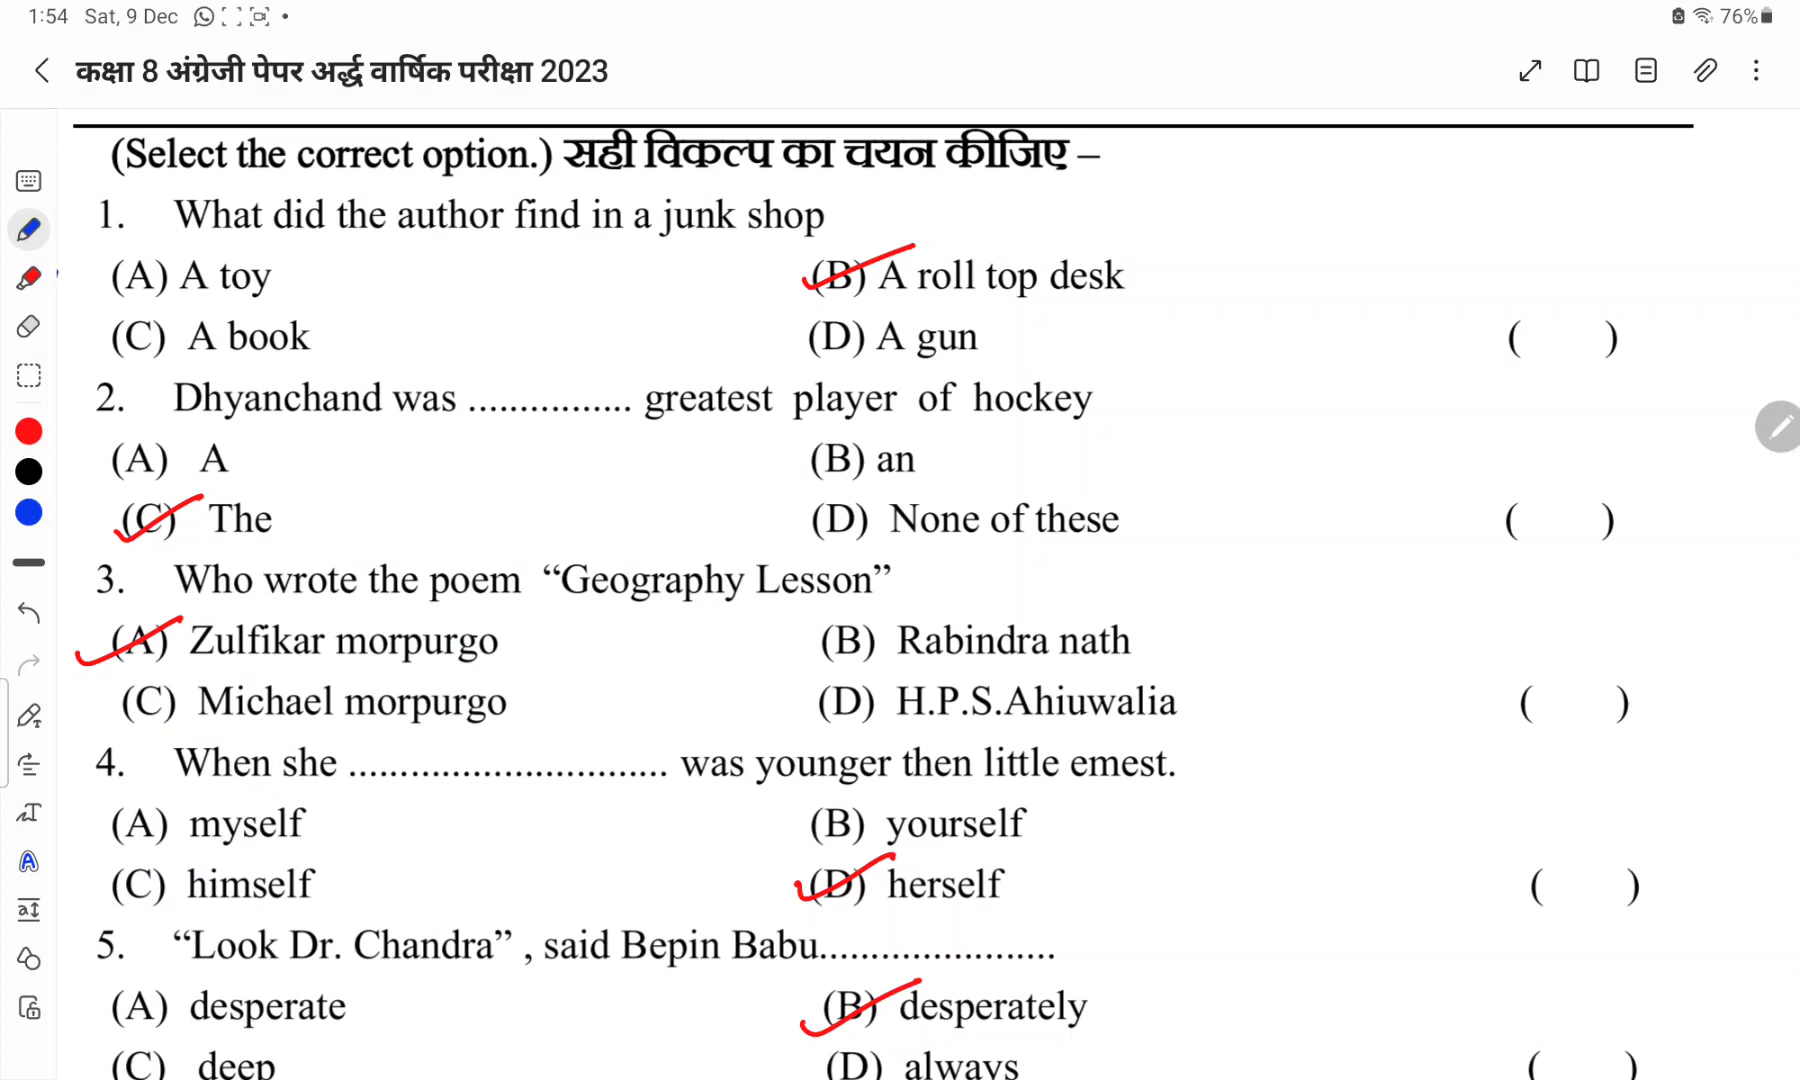 1:54 Sat, 9 Dec 76%
कक्षा 8 अंग्रेजी पेपर अर्द्ध वार्षिक परीक्षा 2023
(Select the correct option.) सही विकल्प का चयन कीजिए –
1. What did the author find in a junk shop
(A) A toy (B) A roll top desk
(C) A book (D) A gun ( )
2. Dhyanchand was ................ greatest player of hockey
(A) A (B) an
(C) The (D) None of these ( )
3. Who wrote the poem “Geography Lesson”
(A) Zulfikar morpurgo (B) Rabindra nath
(C) Michael morpurgo (D) H.P.S.Ahiuwalia ( )
4. When she ............................... was younger then little emest.
(A) myself (B) yourself
(C) himself (D) herself ( )
5. “Look Dr. Chandra” , said Bepin Babu.......................
(A) desperate (B) desperately
(C) deep (D) always ( )